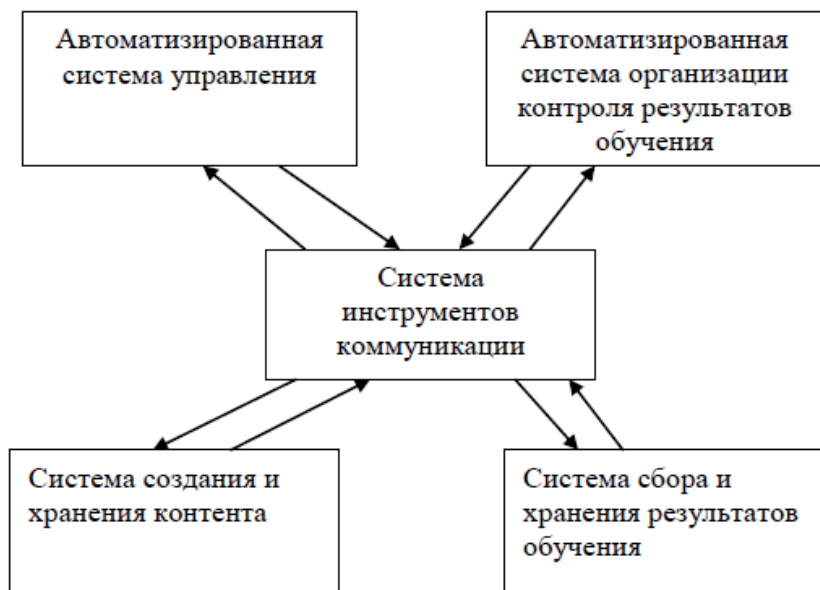 Автоматизированная
система управления
Автоматизированная
система организации
контроля результатов
обучения
Система
инструментов
коммуникации
Система создания и
хранения контента
Система сбора и
хранения результатов
обучения